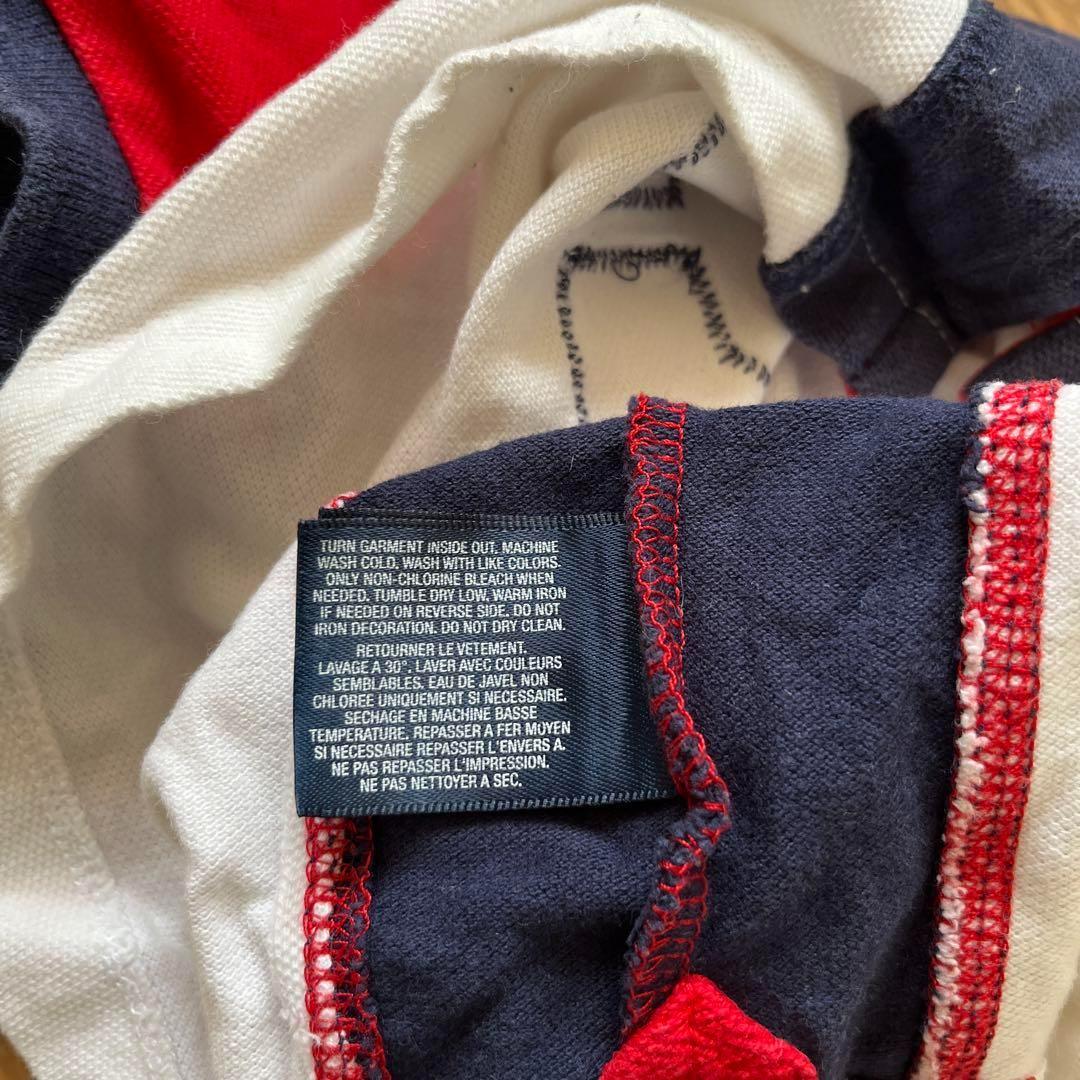 TURN GARMENT INSIDE OUT. MACHINE
WASH COLD. WASH WITH LIKE COLORS.
ONLY NON-CHLORINE BLEACH WHEN
NEEDED. TUMBLE DRY LOW. WARM IRON
IF NEEDED ON REVERSE SIDE. DO NOT
IRON DECORATION. DO NOT DRY CLEAN.
RETOURNER LE VETEMENT.
LAVAGE A 30°. LAVER AVEC COULEURS
SEMBLABLES. EAU DE JAVEL NON
CHLOREE UNIQUEMENT SI NECESSAIRE.
SECHAGE EN MACHINE BASSE
TEMPERATURE. REPASSER A FER MOYEN
SI NECESSAIRE REPASSER L'ENVERS A.
NE PAS REPASSER L'IMPRESSION.
NE PAS NETTOYER A SEC.